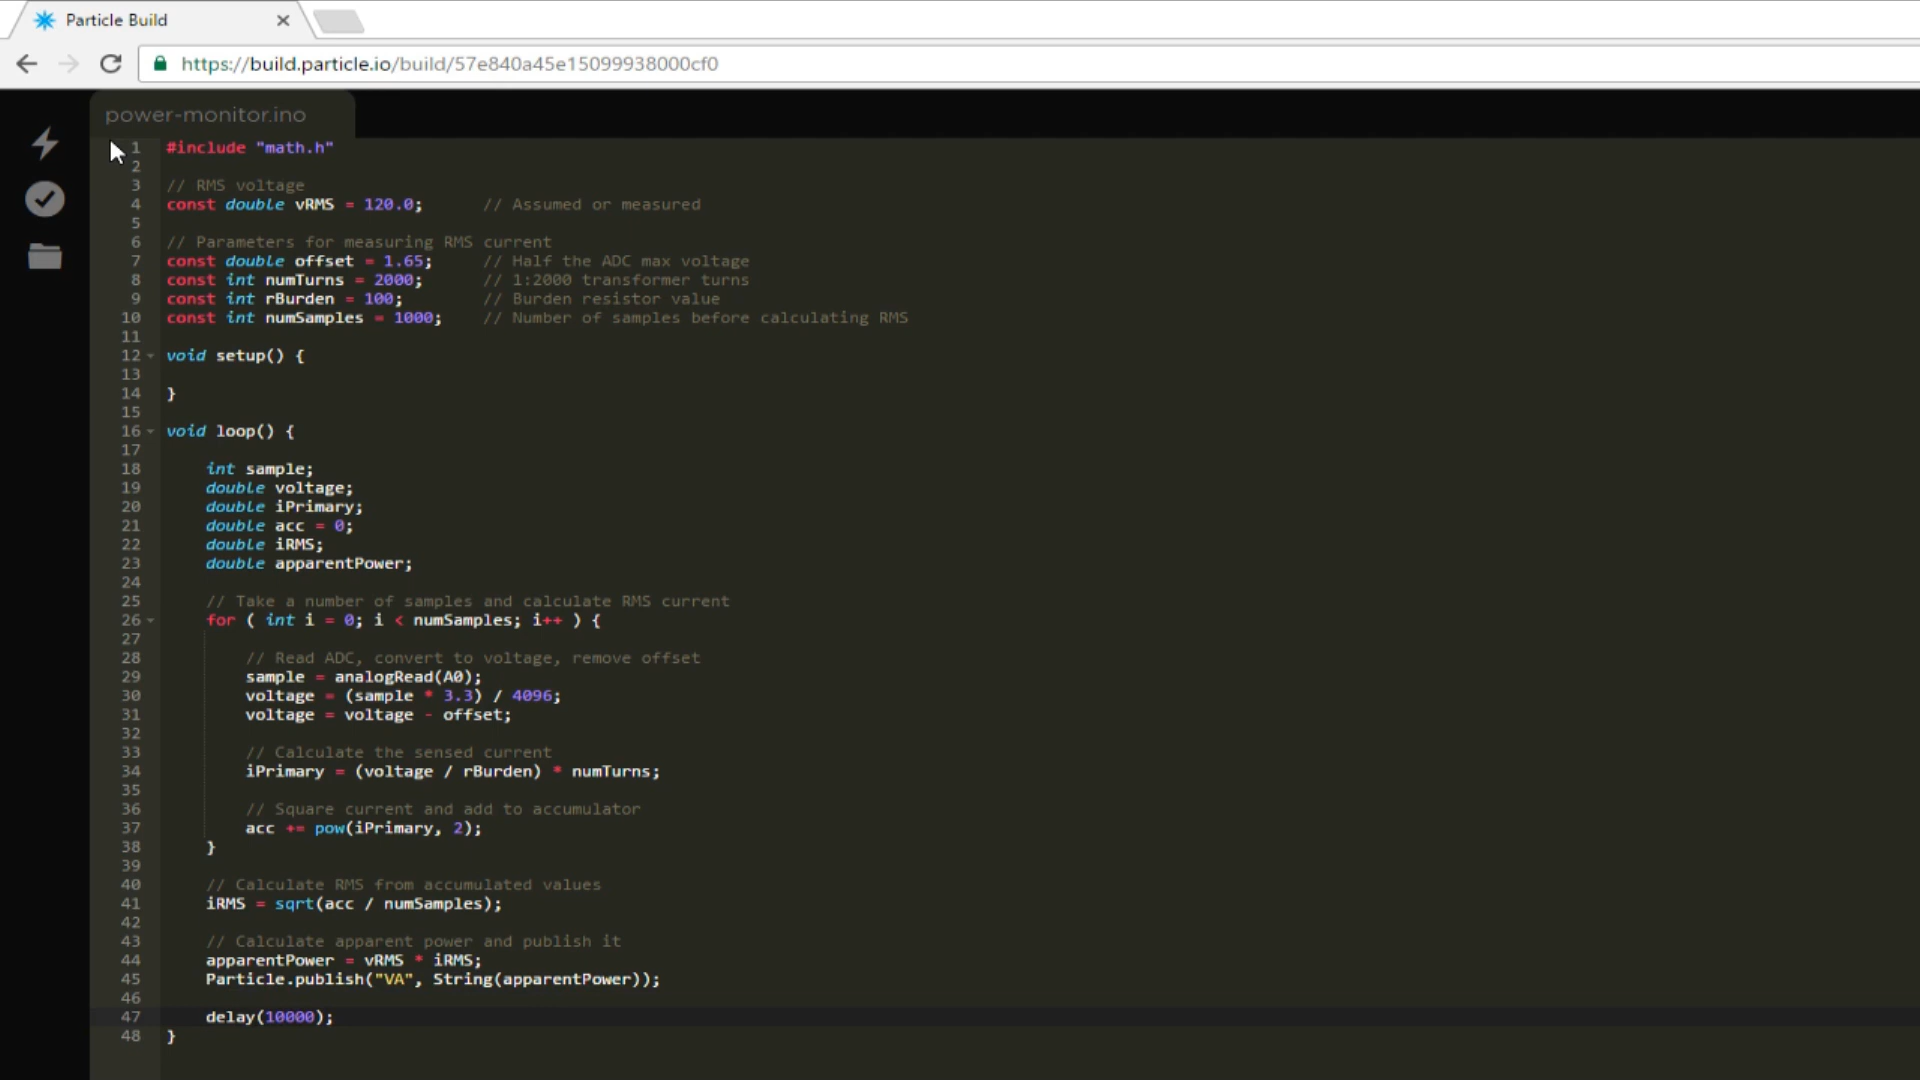 Particle Build
https://build.particle.io/build/57e840a45e15099938000cf0
power-monitor.ino
1 #include "math.h"
2
3 // RMS voltage
4 const double vRMS = 120.0; // Assumed or measured
5
6 // Parameters for measuring RMS current
7 const double offset = 1.65; // Half the ADC max voltage
8 const int numTurns = 2000; // 1:2000 transformer turns
9 const int rBurden = 100; // Burden resistor value
10 const int numSamples = 1000; // Number of samples before calculating RMS
11
12 void setup() {
13
14 }
15
16 void loop() {
17
18 int sample;
19 double voltage;
20 double iPrimary;
21 double acc = 0;
22 double iRMS;
23 double apparentPower;
24
25 // Take a number of samples and calculate RMS current
26 for ( int i = 0; i < numSamples; i++ ) {
27
28 // Read ADC, convert to voltage, remove offset
29 sample = analogRead(A0);
30 voltage = (sample * 3.3) / 4096;
31 voltage = voltage - offset;
32
33 // Calculate the sensed current
34 iPrimary = (voltage / rBurden) * numTurns;
35
36 // Square current and add to accumulator
37 acc += pow(iPrimary, 2);
38 }
39
40 // Calculate RMS from accumulated values
41 iRMS = sqrt(acc / numSamples);
42
43 // Calculate apparent power and publish it
44 apparentPower = vRMS * iRMS;
45 Particle.publish("VA", String(apparentPower));
46
47 delay(10000);
48 }